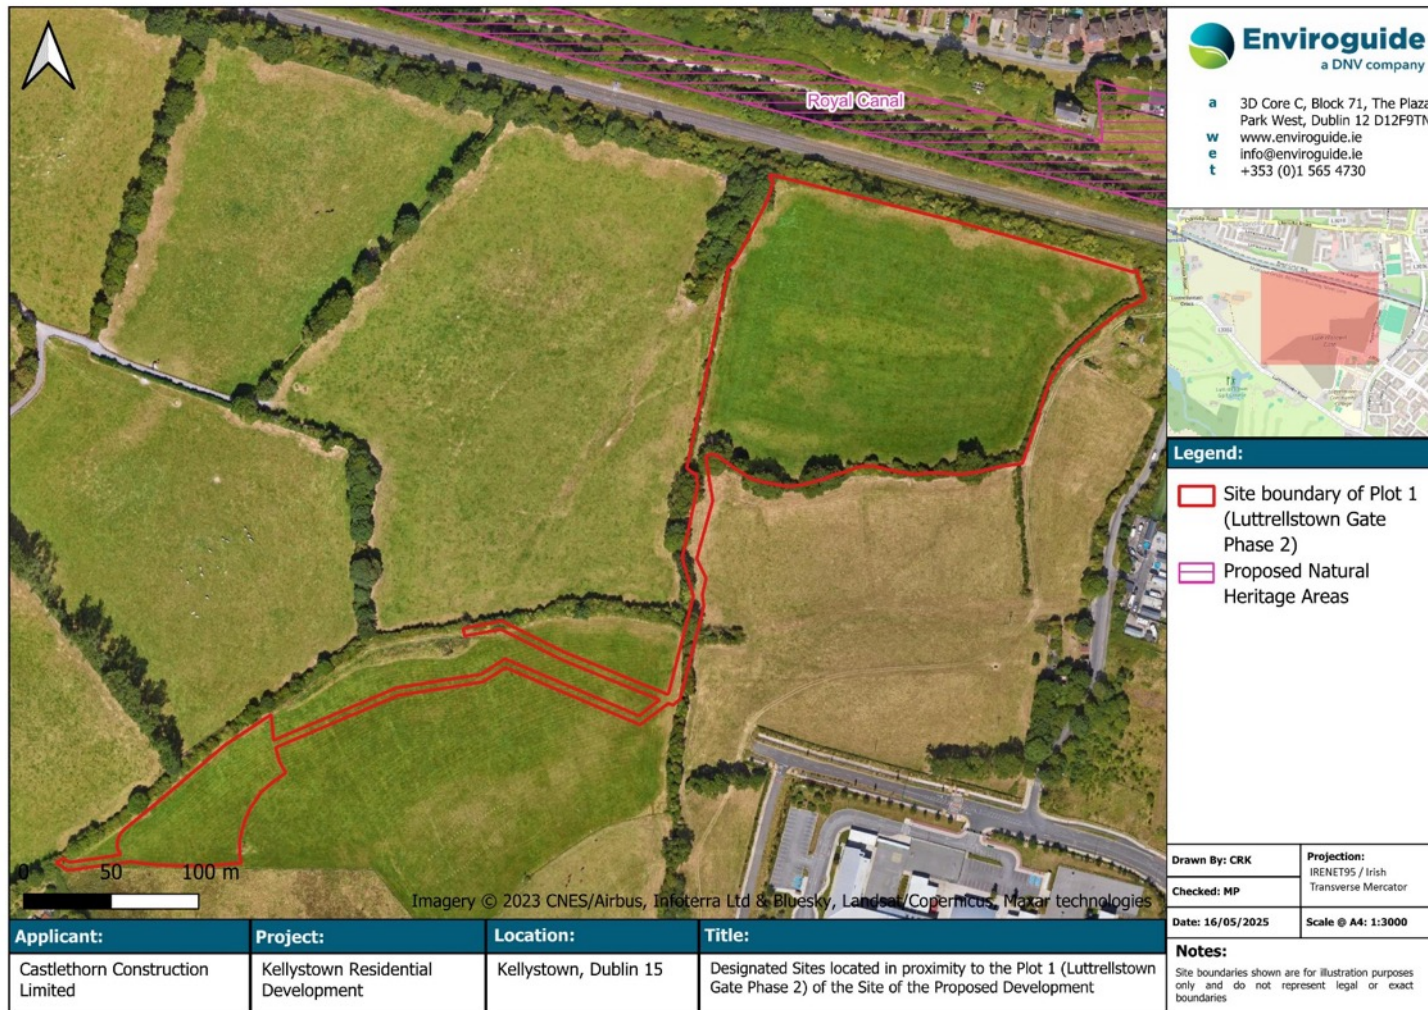 Royal Canal
0 50 100 m
Imagery © 2023 CNES/Airbus, Infoterra Ltd & Bluesky, Landsat/Copernicus, Maxar technologies
Enviroguide
a DNV company
a 3D Core C, Block 71, The Plaza
Park West, Dublin 12 D12F9TN
w www.enviroguide.ie
e info@enviroguide.ie
t +353 (0)1 565 4730
Legend:
Site boundary of Plot 1
(Luttrellstown Gate
Phase 2)
Proposed Natural
Heritage Areas
Drawn By: CRK
Checked: MP
Projection:
IRENET95 / Irish
Transverse Mercator
Date: 16/05/2025
Scale @ A4: 1:3000
Notes:
Site boundaries shown are for illustration purposes
only and do not represent legal or exact
boundaries
Applicant:
Castlethorn Construction
Limited
Project:
Kellystown Residential
Development
Location:
Kellystown, Dublin 15
Title:
Designated Sites located in proximity to the Plot 1 (Luttrellstown
Gate Phase 2) of the Site of the Proposed Development